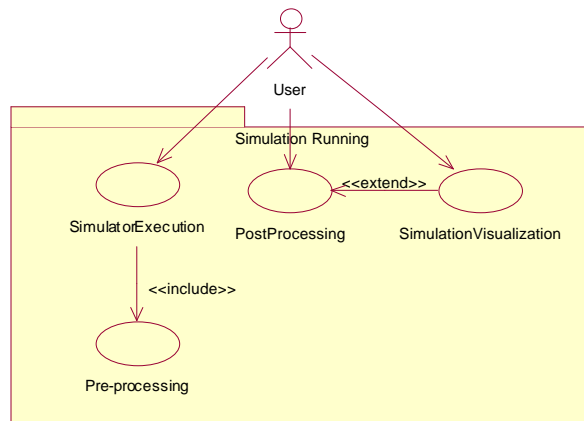 User
Simulation Running
<<extend>>
SimulatorExecution
PostProcessing
SimulationVisualization
<<include>>
Pre-processing